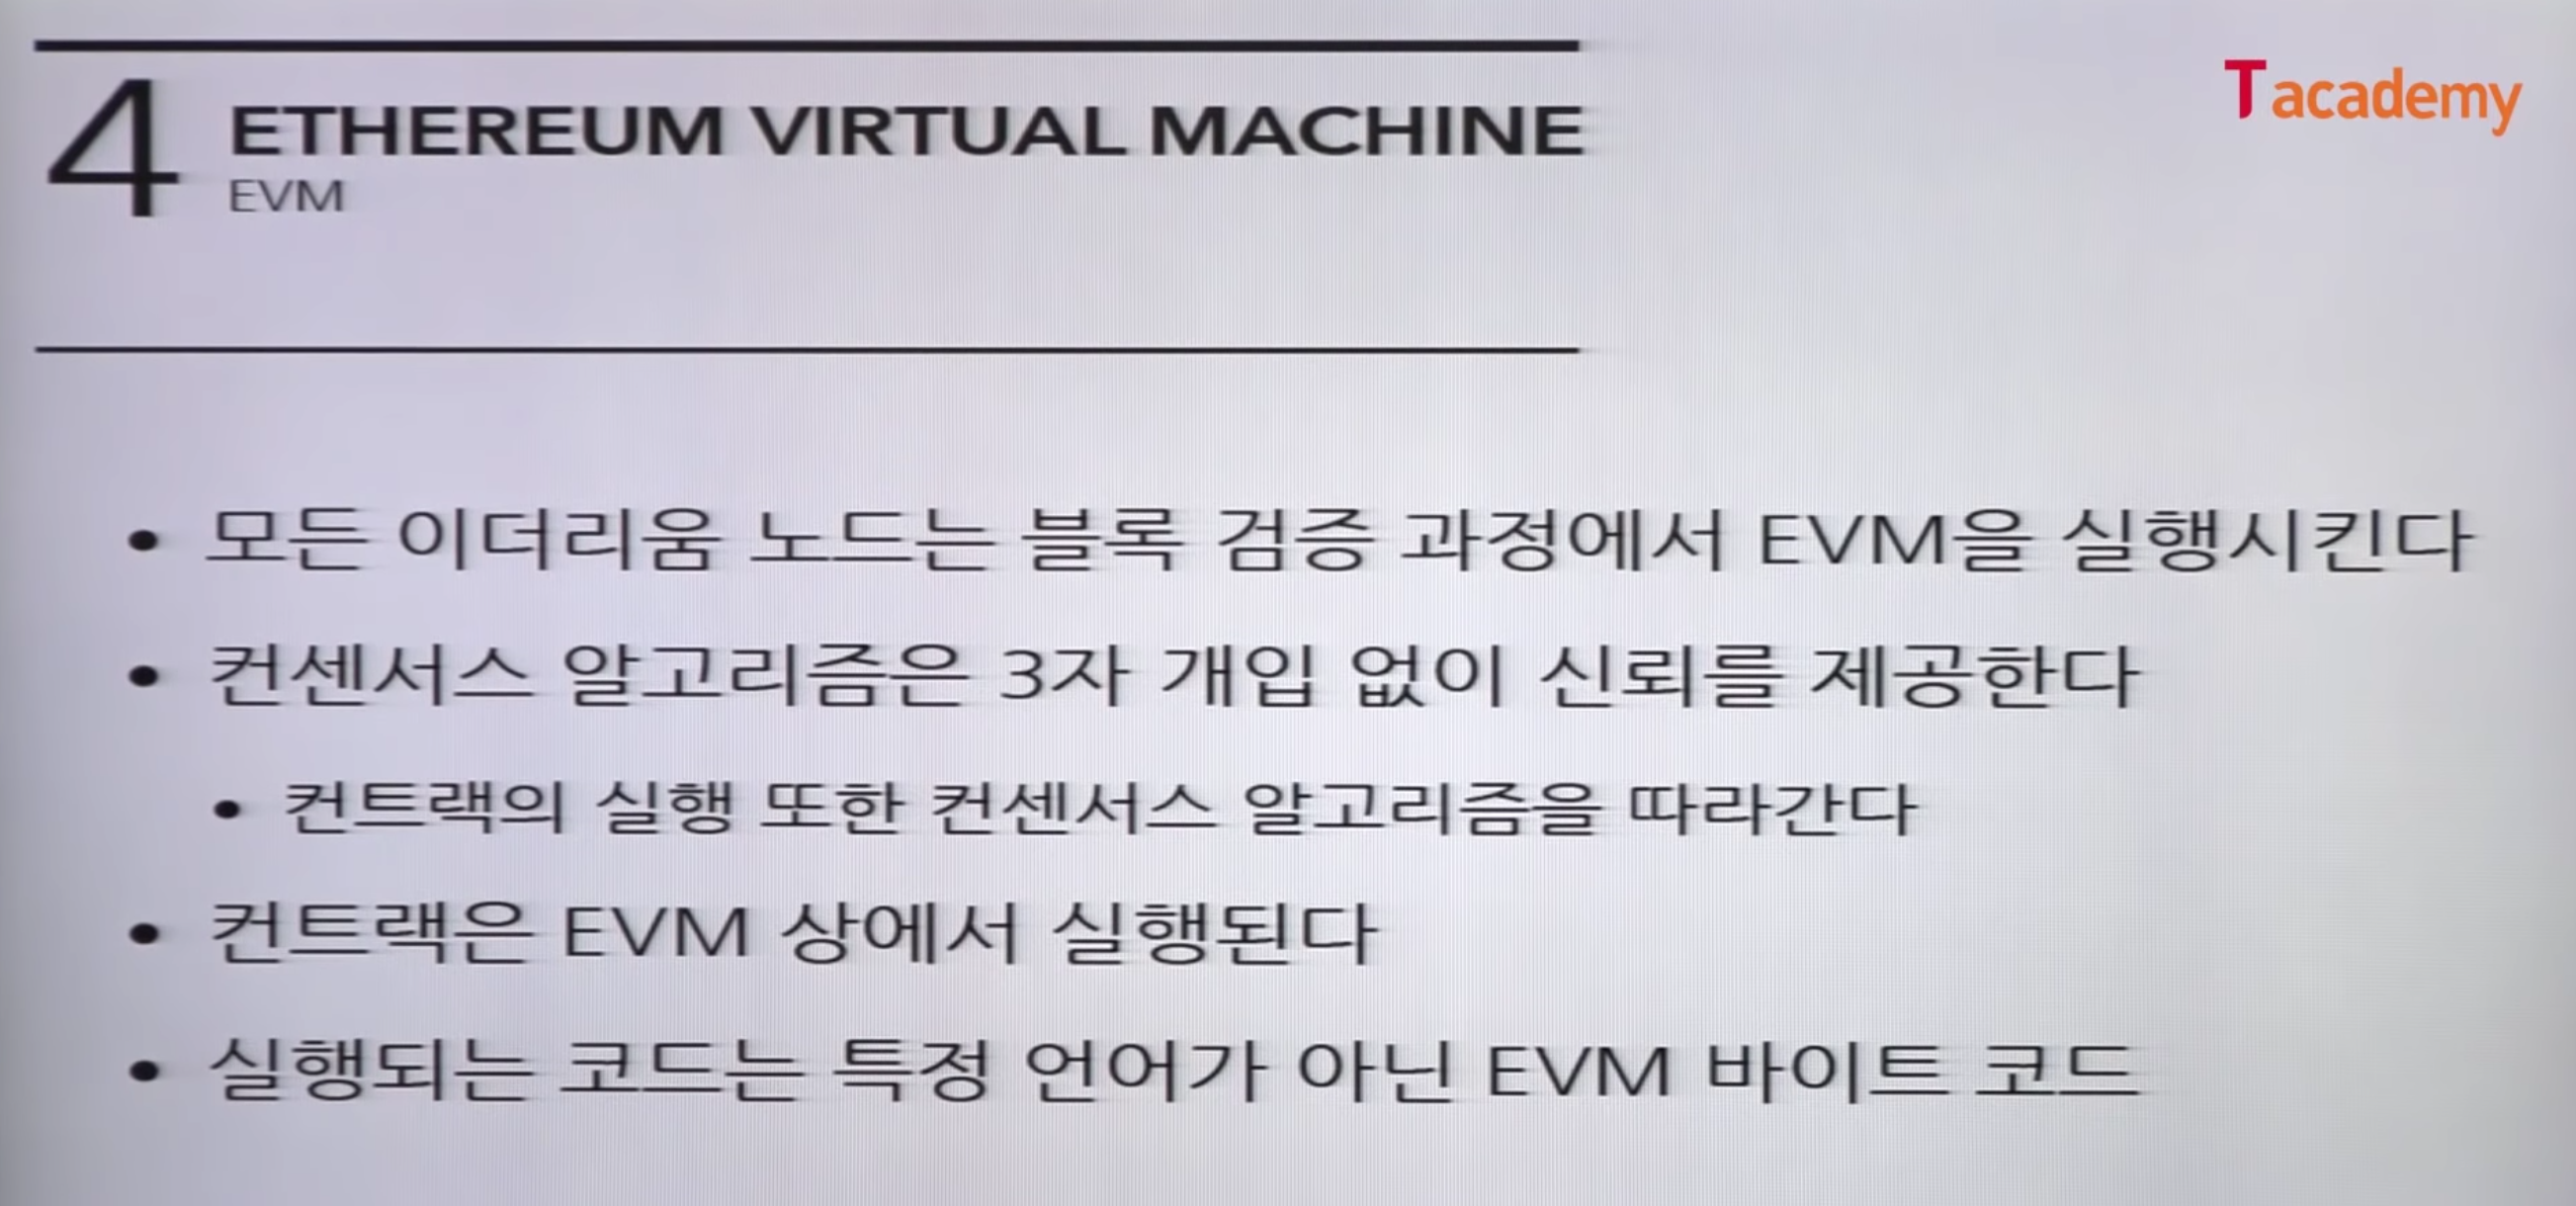 4 ETHEREUM VIRTUAL MACHINE
EVM
T academy
• 모든 이더리움 노드는 블록 검증 과정에서 EVM을 실행시킨다
• 컨센서스 알고리즘은 3자 개입 없이 신뢰를 제공한다
• 컨트랙의 실행 또한 컨센서스 알고리즘을 따라간다
• 컨트랙은 EVM 상에서 실행된다
• 실행되는 코드는 특정 언어가 아닌 EVM 바이트 코드